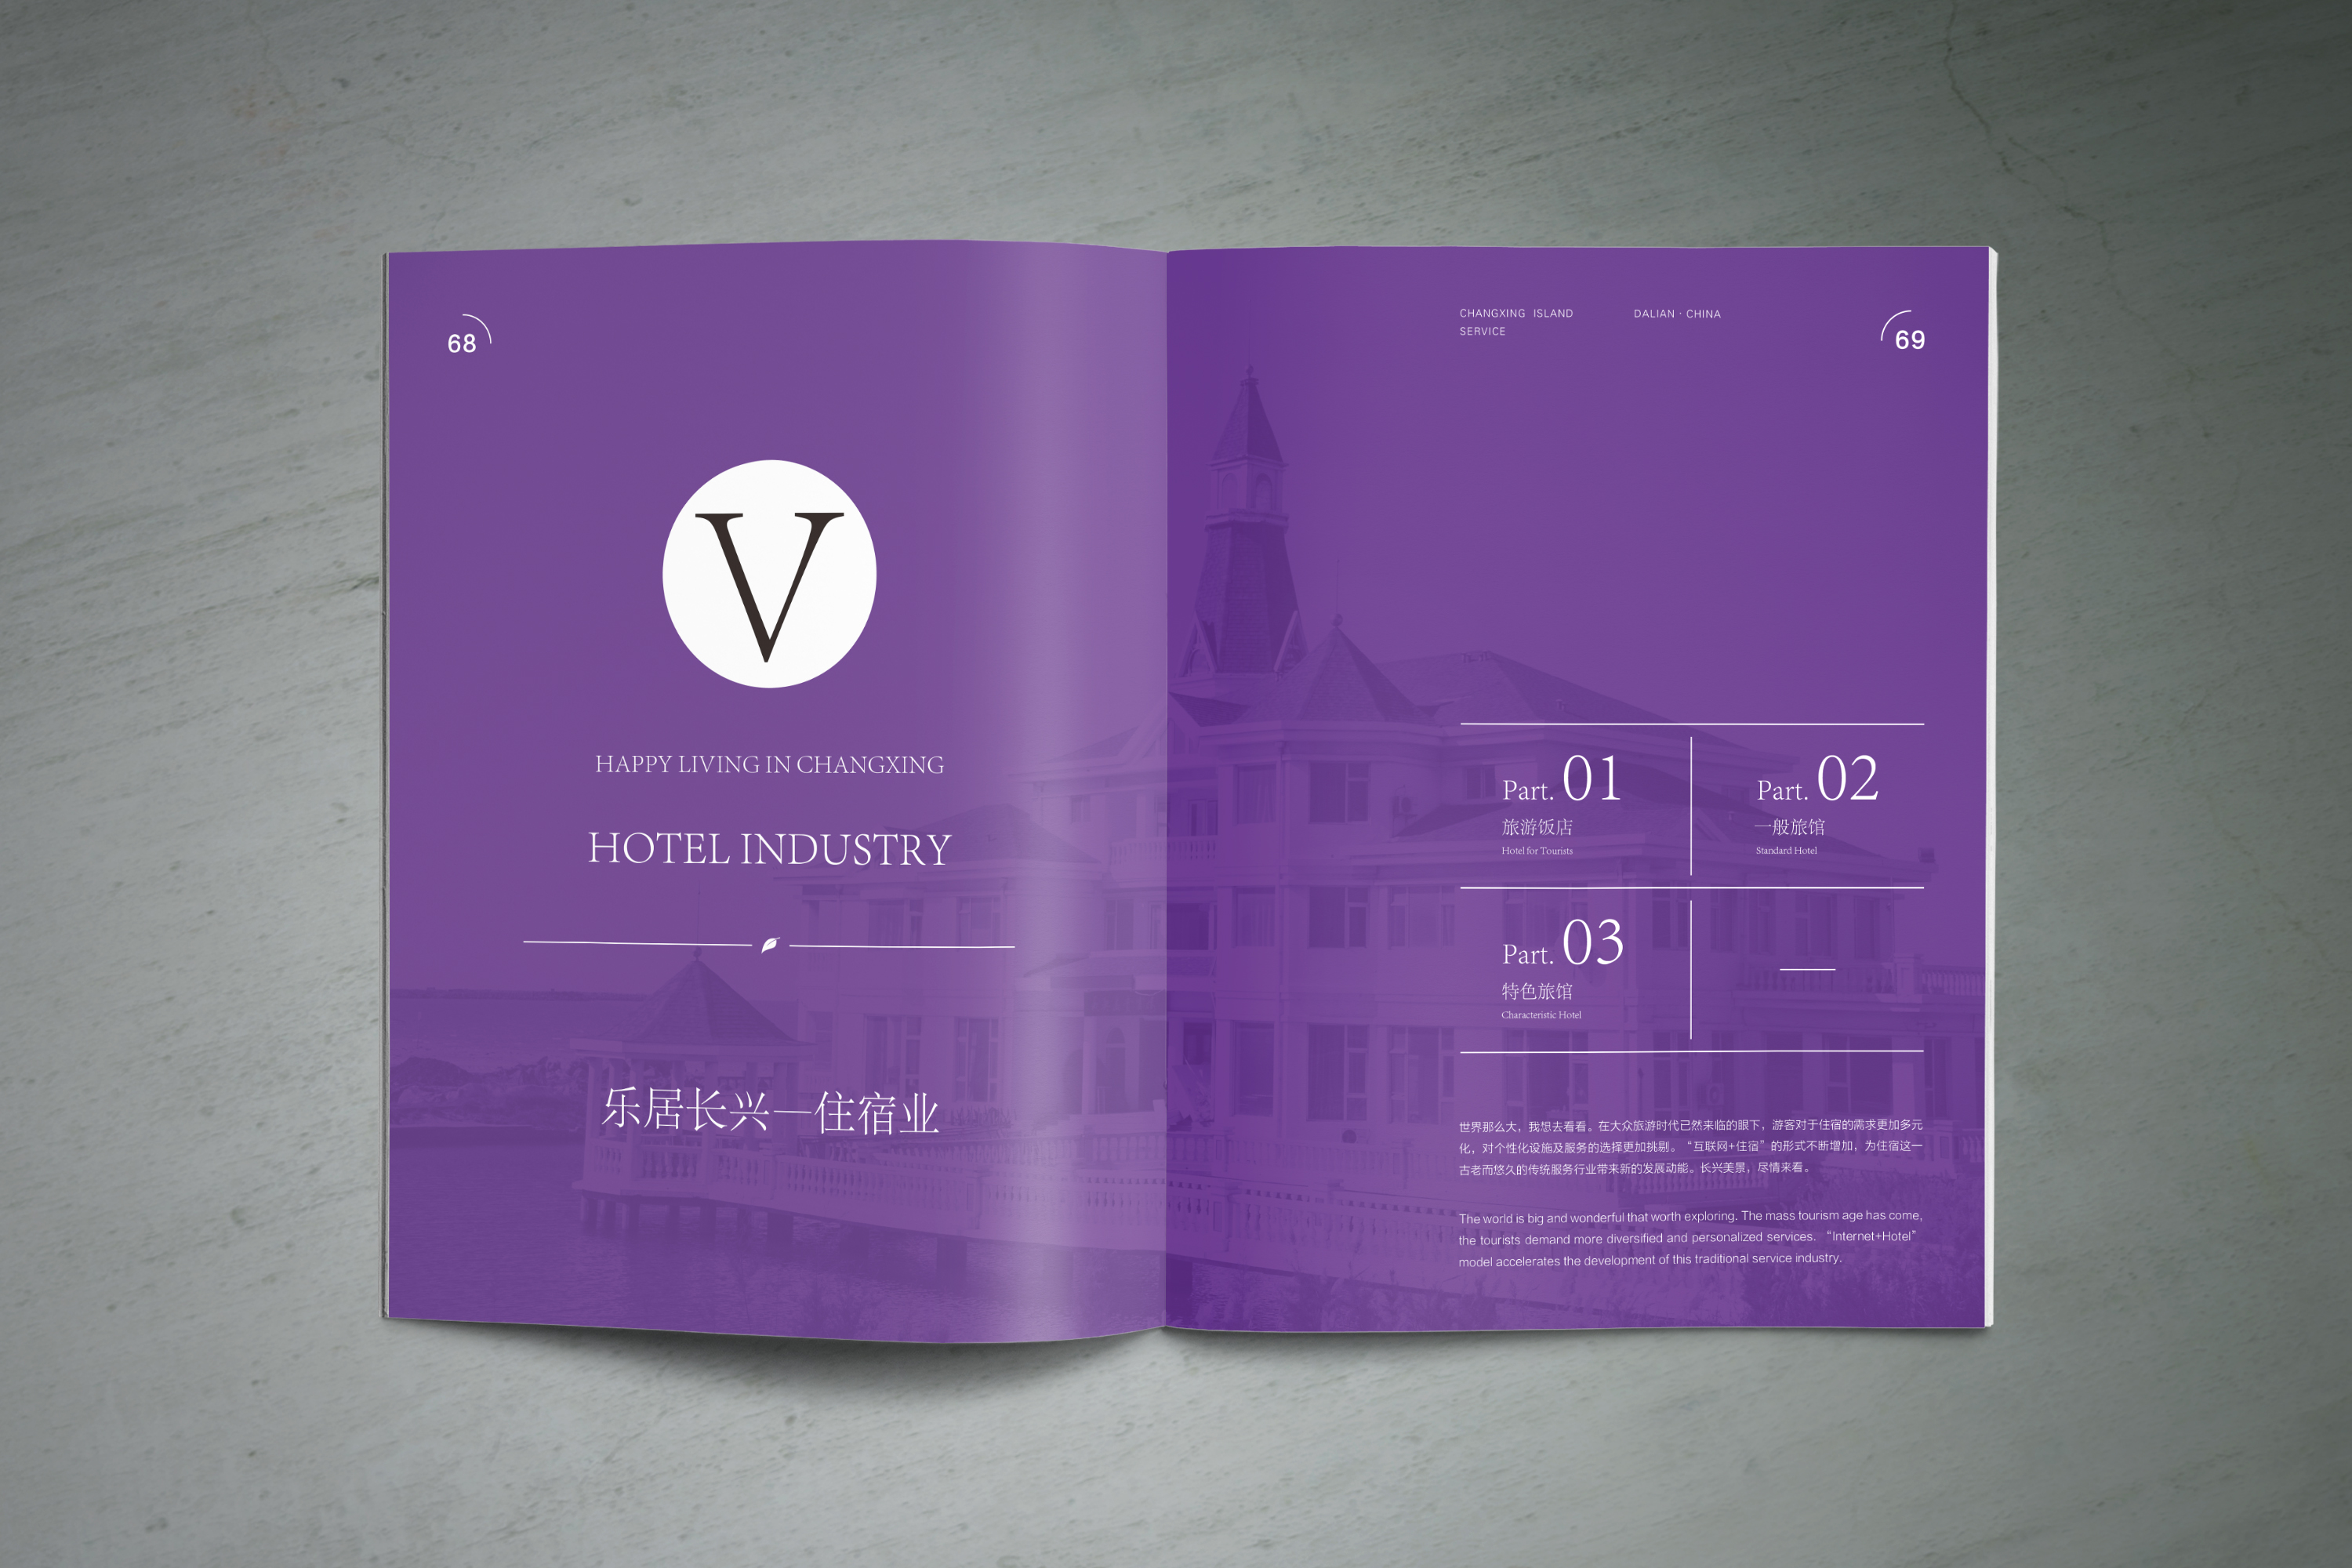 68
V
HAPPY LIVING IN CHANGXING
HOTEL INDUSTRY
乐居长兴—住宿业
CHANGXING ISLAND
SERVICE
DALIAN · CHINA
69
Part. 01
旅游饭店
Hotel for Tourists
Part. 02
一般旅馆
Standard Hotel
Part. 03
特色旅馆
Characteristic Hotel
世界那么大，我想去看看。在大众旅游时代已然来临的眼下，游客对于住宿的需求更加多元
化，对个性化设施及服务的选择更加挑剔。“互联网+住宿”的形式不断增加，为住宿这一
古老而悠久的传统服务行业带来新的发展动能。长兴美景，尽情来看。
The world is big and wonderful that worth exploring. The mass tourism age has come,
the tourists demand more diversified and personalized services. “Internet+Hotel”
model accelerates the development of this traditional service industry.